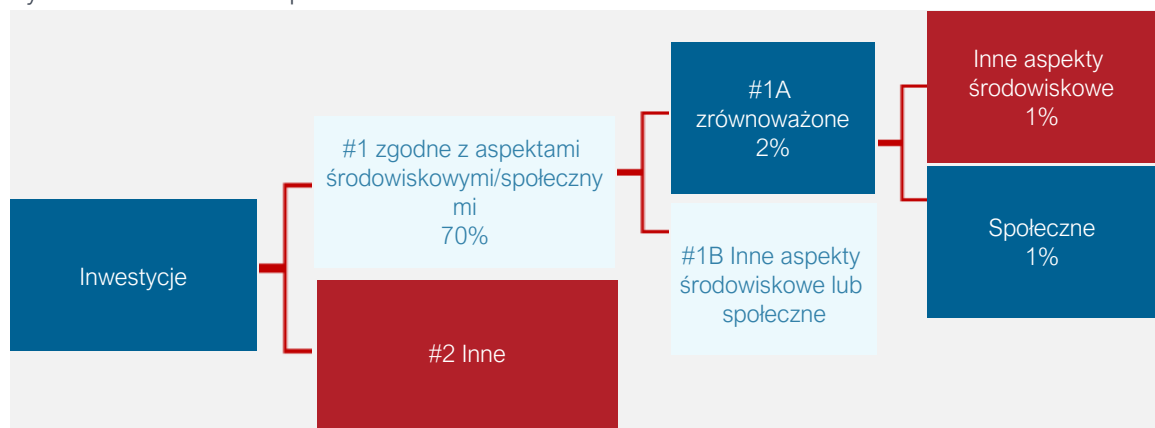 Inwestycje
#1 zgodne z aspektami
środowiskowymi/społeczny
mi
70%
#2 Inne
#1A
zrównoważone
2%
#1B Inne aspekty
środowiskowe lub
społeczne
Inne aspekty
środowiskowe
1%
Społeczne
1%